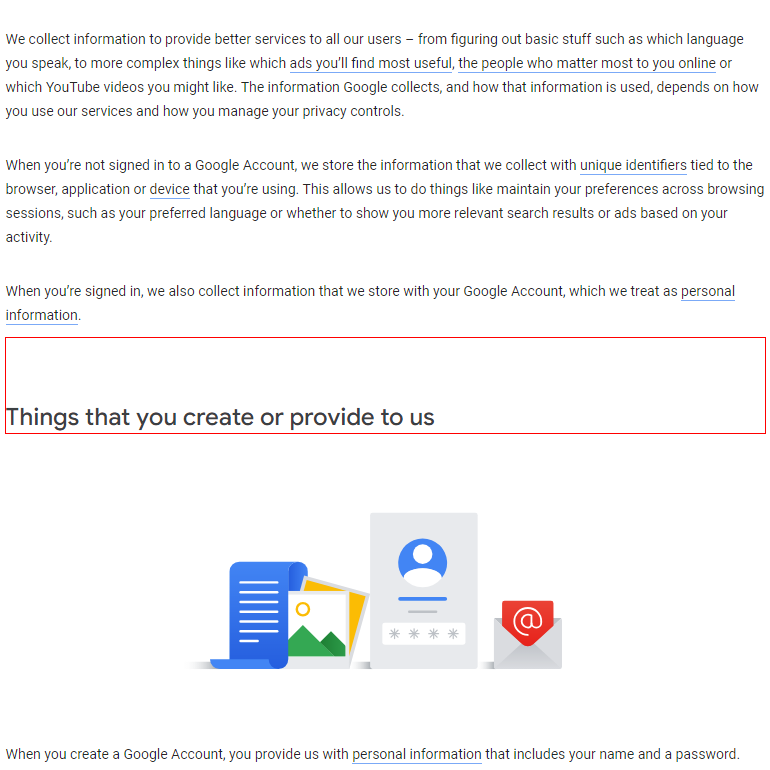 We collect information to provide better services to all our users – from figuring out basic stuff such as which language
you speak, to more complex things like which ads you’ll find most useful, the people who matter most to you online or
which YouTube videos you might like. The information Google collects, and how that information is used, depends on how
you use our services and how you manage your privacy controls.
When you’re not signed in to a Google Account, we store the information that we collect with unique identifiers tied to the
browser, application or device that you’re using. This allows us to do things like maintain your preferences across browsing
sessions, such as your preferred language or whether to show you more relevant search results or ads based on your
activity.
When you’re signed in, we also collect information that we store with your Google Account, which we treat as personal
information.
Things that you create or provide to us
* * * *
@
When you create a Google Account, you provide us with personal information that includes your name and a password.